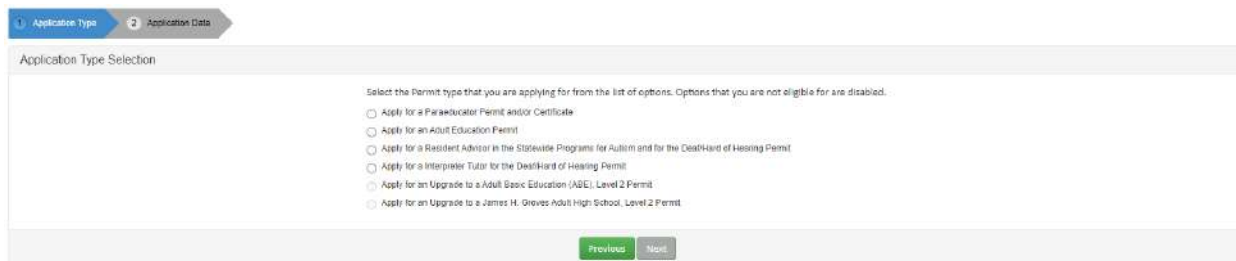 1 Application Type 2 Application Data
Application Type Selection
Select the Permit type that you are applying for from the list of options. Options that you are not eligible for are disabled.
Apply for a Paraeducator Permit and/or Certificate
Apply for an Adult Education Permit
Apply for a Resident Advisor in the Statewide Programs for Autism and for the Deaf/Hard of Hearing Permit
Apply for a Interpreter Tutor for the Deaf/Hard of Hearing Permit
Apply for an Upgrade to a Adult Basic Education (ABE), Level 2 Permit
Apply for an Upgrade to a James H. Groves Adult High School, Level 2 Permit
Previous Next